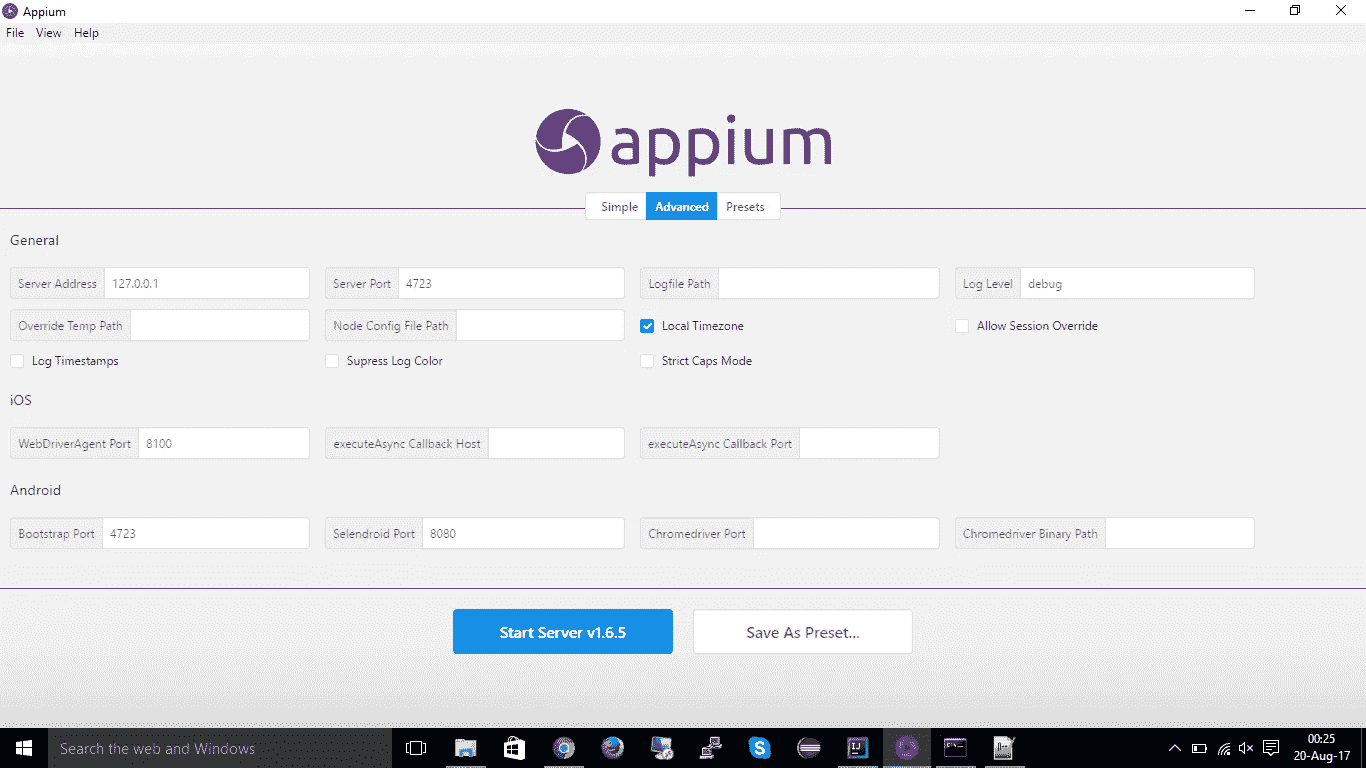 Appium
File View Help
appium
Simple Advanced Presets
General
Server Address 127.0.0.1 Server Port 4723 Logfile Path Log Level debug
Override Temp Path Node Config File Path Local Timezone Allow Session Override
Log Timestamps Supress Log Color Strict Caps Mode
iOS
WebDriverAgent Port 8100 executeAsync Callback Host executeAsync Callback Port
Android
Bootstrap Port 4723 Selendroid Port 8080 Chromedriver Port Chromedriver Binary Path
Start Server v1.6.5 Save As Preset...
Search the web and Windows
00:25
20-Aug-17